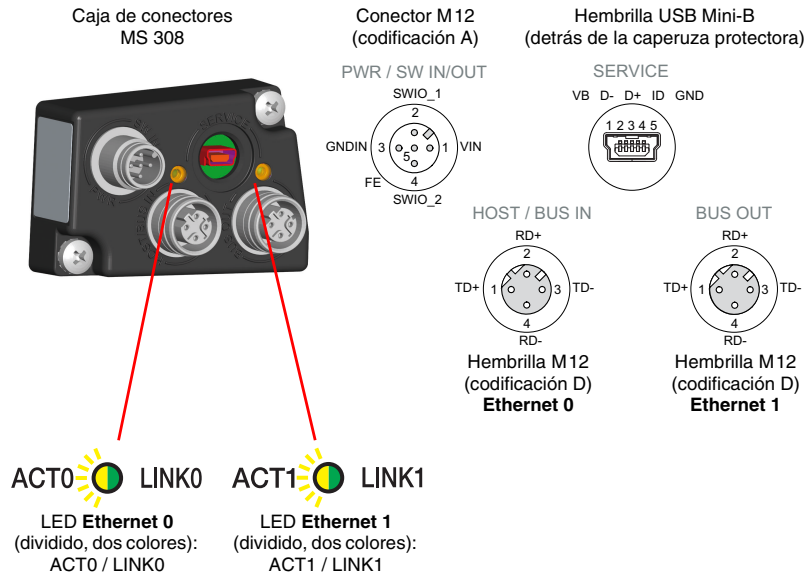 Caja de conectores
MS 308
Conector M12
(codificación A)
Hembrilla USB Mini-B
(detrás de la caperuza protectora)
PWR / SW IN/OUT
SWIO_1
2
GNDIN 3 1 VIN
5
FE 4
SWIO_2
SERVICE
VB D- D+ ID GND
1 2 3 4 5
SERVICE
HOST / BUS IN
RD+
2
TD+ 1 3 TD-
4
RD-
Hembrilla M12
(codificación D)
Ethernet 0
BUS OUT
RD+
2
TD+ 1 3 TD-
4
RD-
Hembrilla M12
(codificación D)
Ethernet 1
ACT0 LINK0
LED Ethernet 0
(dividido, dos colores):
ACT0 / LINK0
ACT1 LINK1
LED Ethernet 1
(dividido, dos colores):
ACT1 / LINK1